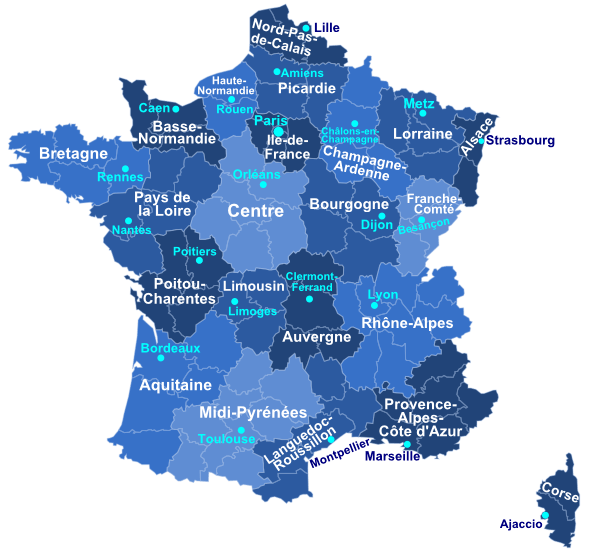 Lille
Nord-Pas-
de-Calais
Amiens
Picardie
Haute-
Normandie
Rouen
Caen
Basse-
Normandie
Paris
Ile-de-
France
Châlons-en-
Champagne
Champagne-
Ardenne
Metz
Lorraine
Alsace
Strasbourg
Bretagne
Rennes
Pays de
la Loire
Nantes
Orléans
Centre
Bourgogne
Dijon
Franche-
Comté
Besançon
Poitiers
Poitou-
Charentes
Limousin
Limoges
Clermont-
Ferrand
Auvergne
Lyon
Rhône-Alpes
Bordeaux
Aquitaine
Midi-Pyrénées
Toulouse
Languedoc-
Roussillon
Montpellier
Provence-
Alpes-
Côte d'Azur
Marseille
Corse
Ajaccio